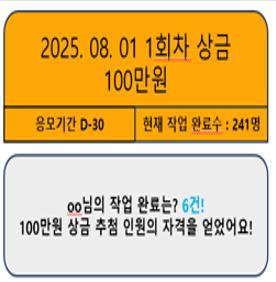 2025. 08. 01 1회차 상금
100만원
응모기간 D-30
현재 작업 완료수 : 241명
oo님의 작업 완료는? 6건!
100만원 상금 추첨 인원의 자격을 얻었어요!